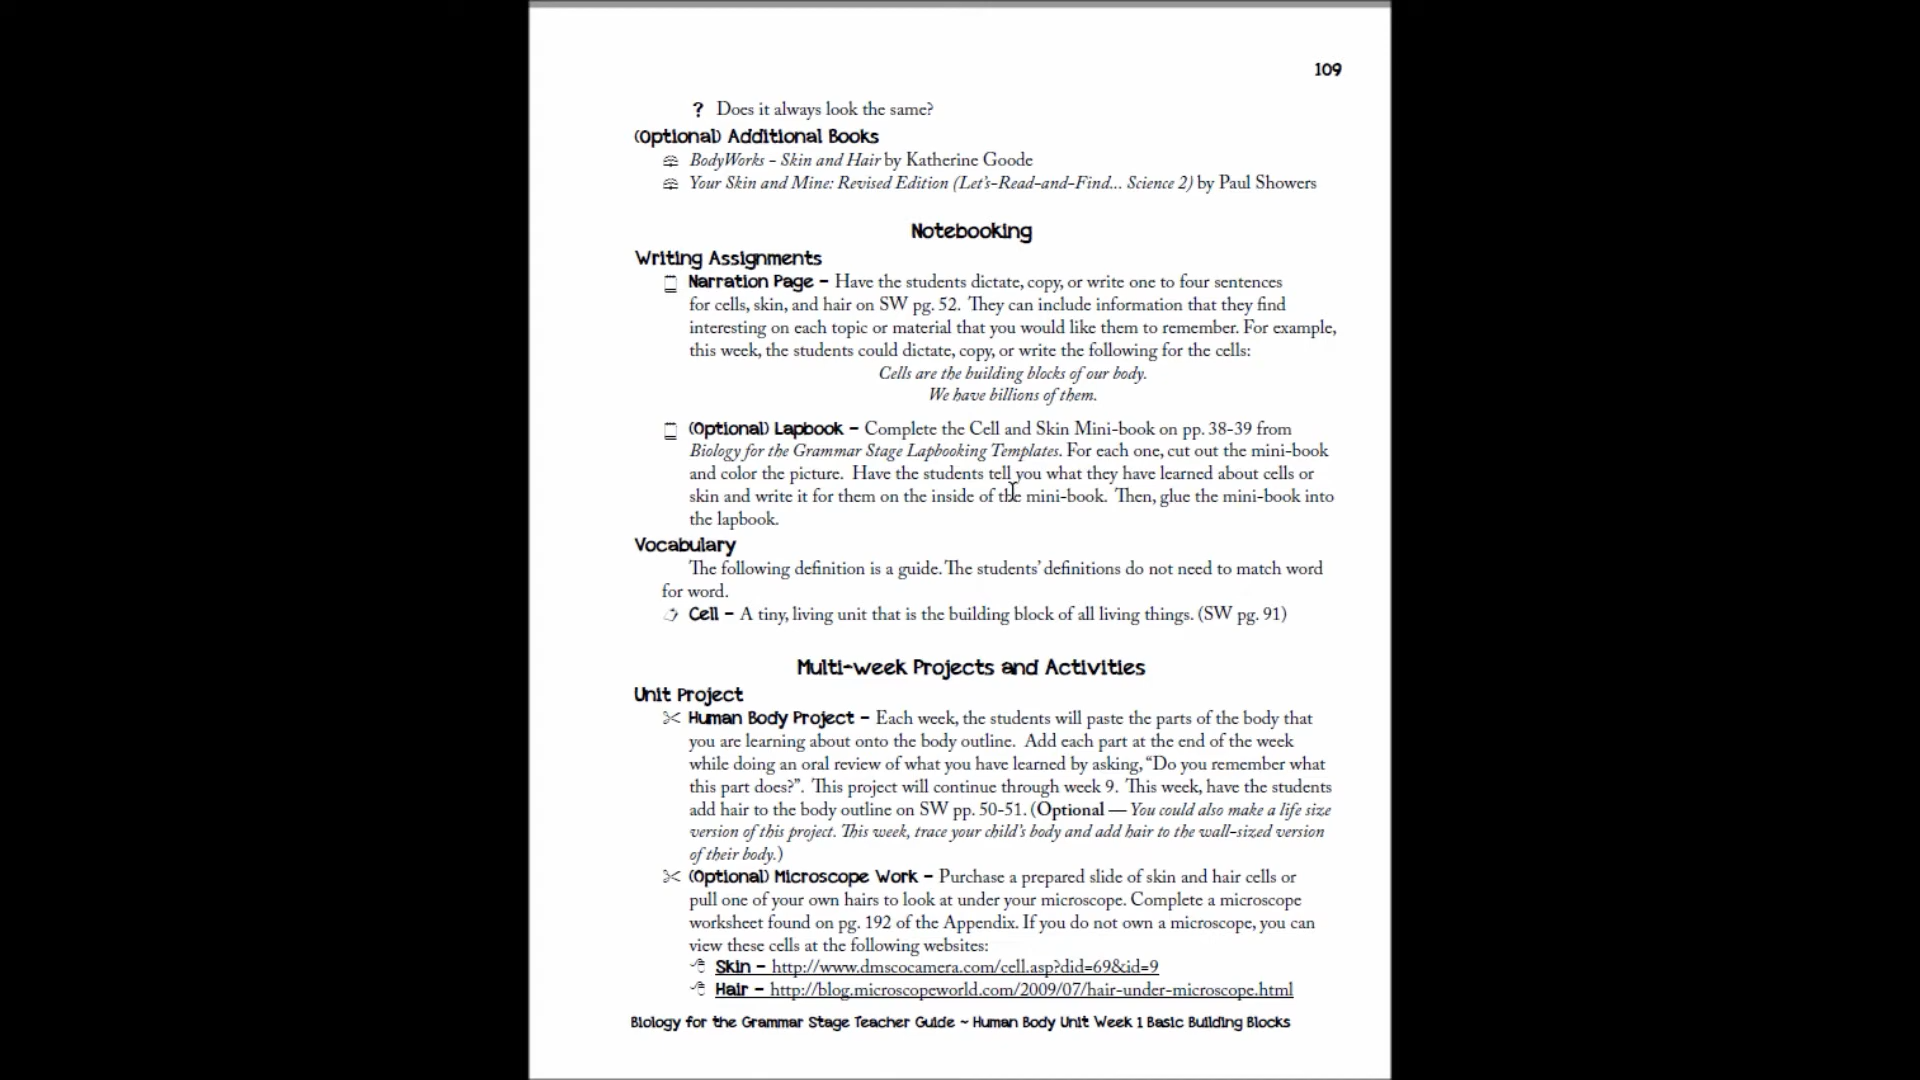 109
? Does it always look the same?
(Optional) Additional Books
BodyWorks - Skin and Hair by Katherine Goode
Your Skin and Mine: Revised Edition (Let's-Read-and-Find... Science 2) by Paul Showers
Notebooking
Writing Assignments
Narration Page – Have the students dictate, copy, or write one to four sentences
for cells, skin, and hair on SW pg. 52. They can include information that they find
interesting on each topic or material that you would like them to remember. For example,
this week, the students could dictate, copy, or write the following for the cells:
Cells are the building blocks of our body.
We have billions of them.
(Optional) Lapbook – Complete the Cell and Skin Mini-book on pp. 38-39 from
Biology for the Grammar Stage Lapbooking Templates. For each one, cut out the mini-book
and color the picture. Have the students tell you what they have learned about cells or
skin and write it for them on the inside of the mini-book. Then, glue the mini-book into
the lapbook.
Vocabulary
The following definition is a guide. The students' definitions do not need to match word
for word.
Cell – A tiny, living unit that is the building block of all living things. (SW pg. 91)
Multi-week Projects and Activities
Unit Project
Human Body Project – Each week, the students will paste the parts of the body that
you are learning about onto the body outline. Add each part at the end of the week
while doing an oral review of what you have learned by asking, “Do you remember what
this part does?”. This project will continue through week 9. This week, have the students
add hair to the body outline on SW pp. 50-51. (Optional — You could also make a life size
version of this project. This week, trace your child's body and add hair to the wall-sized version
of their body.)
(Optional) Microscope Work – Purchase a prepared slide of skin and hair cells or
pull one of your own hairs to look at under your microscope. Complete a microscope
worksheet found on pg. 192 of the Appendix. If you do not own a microscope, you can
view these cells at the following websites:
Skin – http://www.dmscocamera.com/cell.asp?did=69&id=9
Hair – http://blog.microscopeworld.com/2009/07/hair-under-microscope.html
Biology for the Grammar Stage Teacher Guide ~ Human Body Unit Week 1 Basic Building Blocks